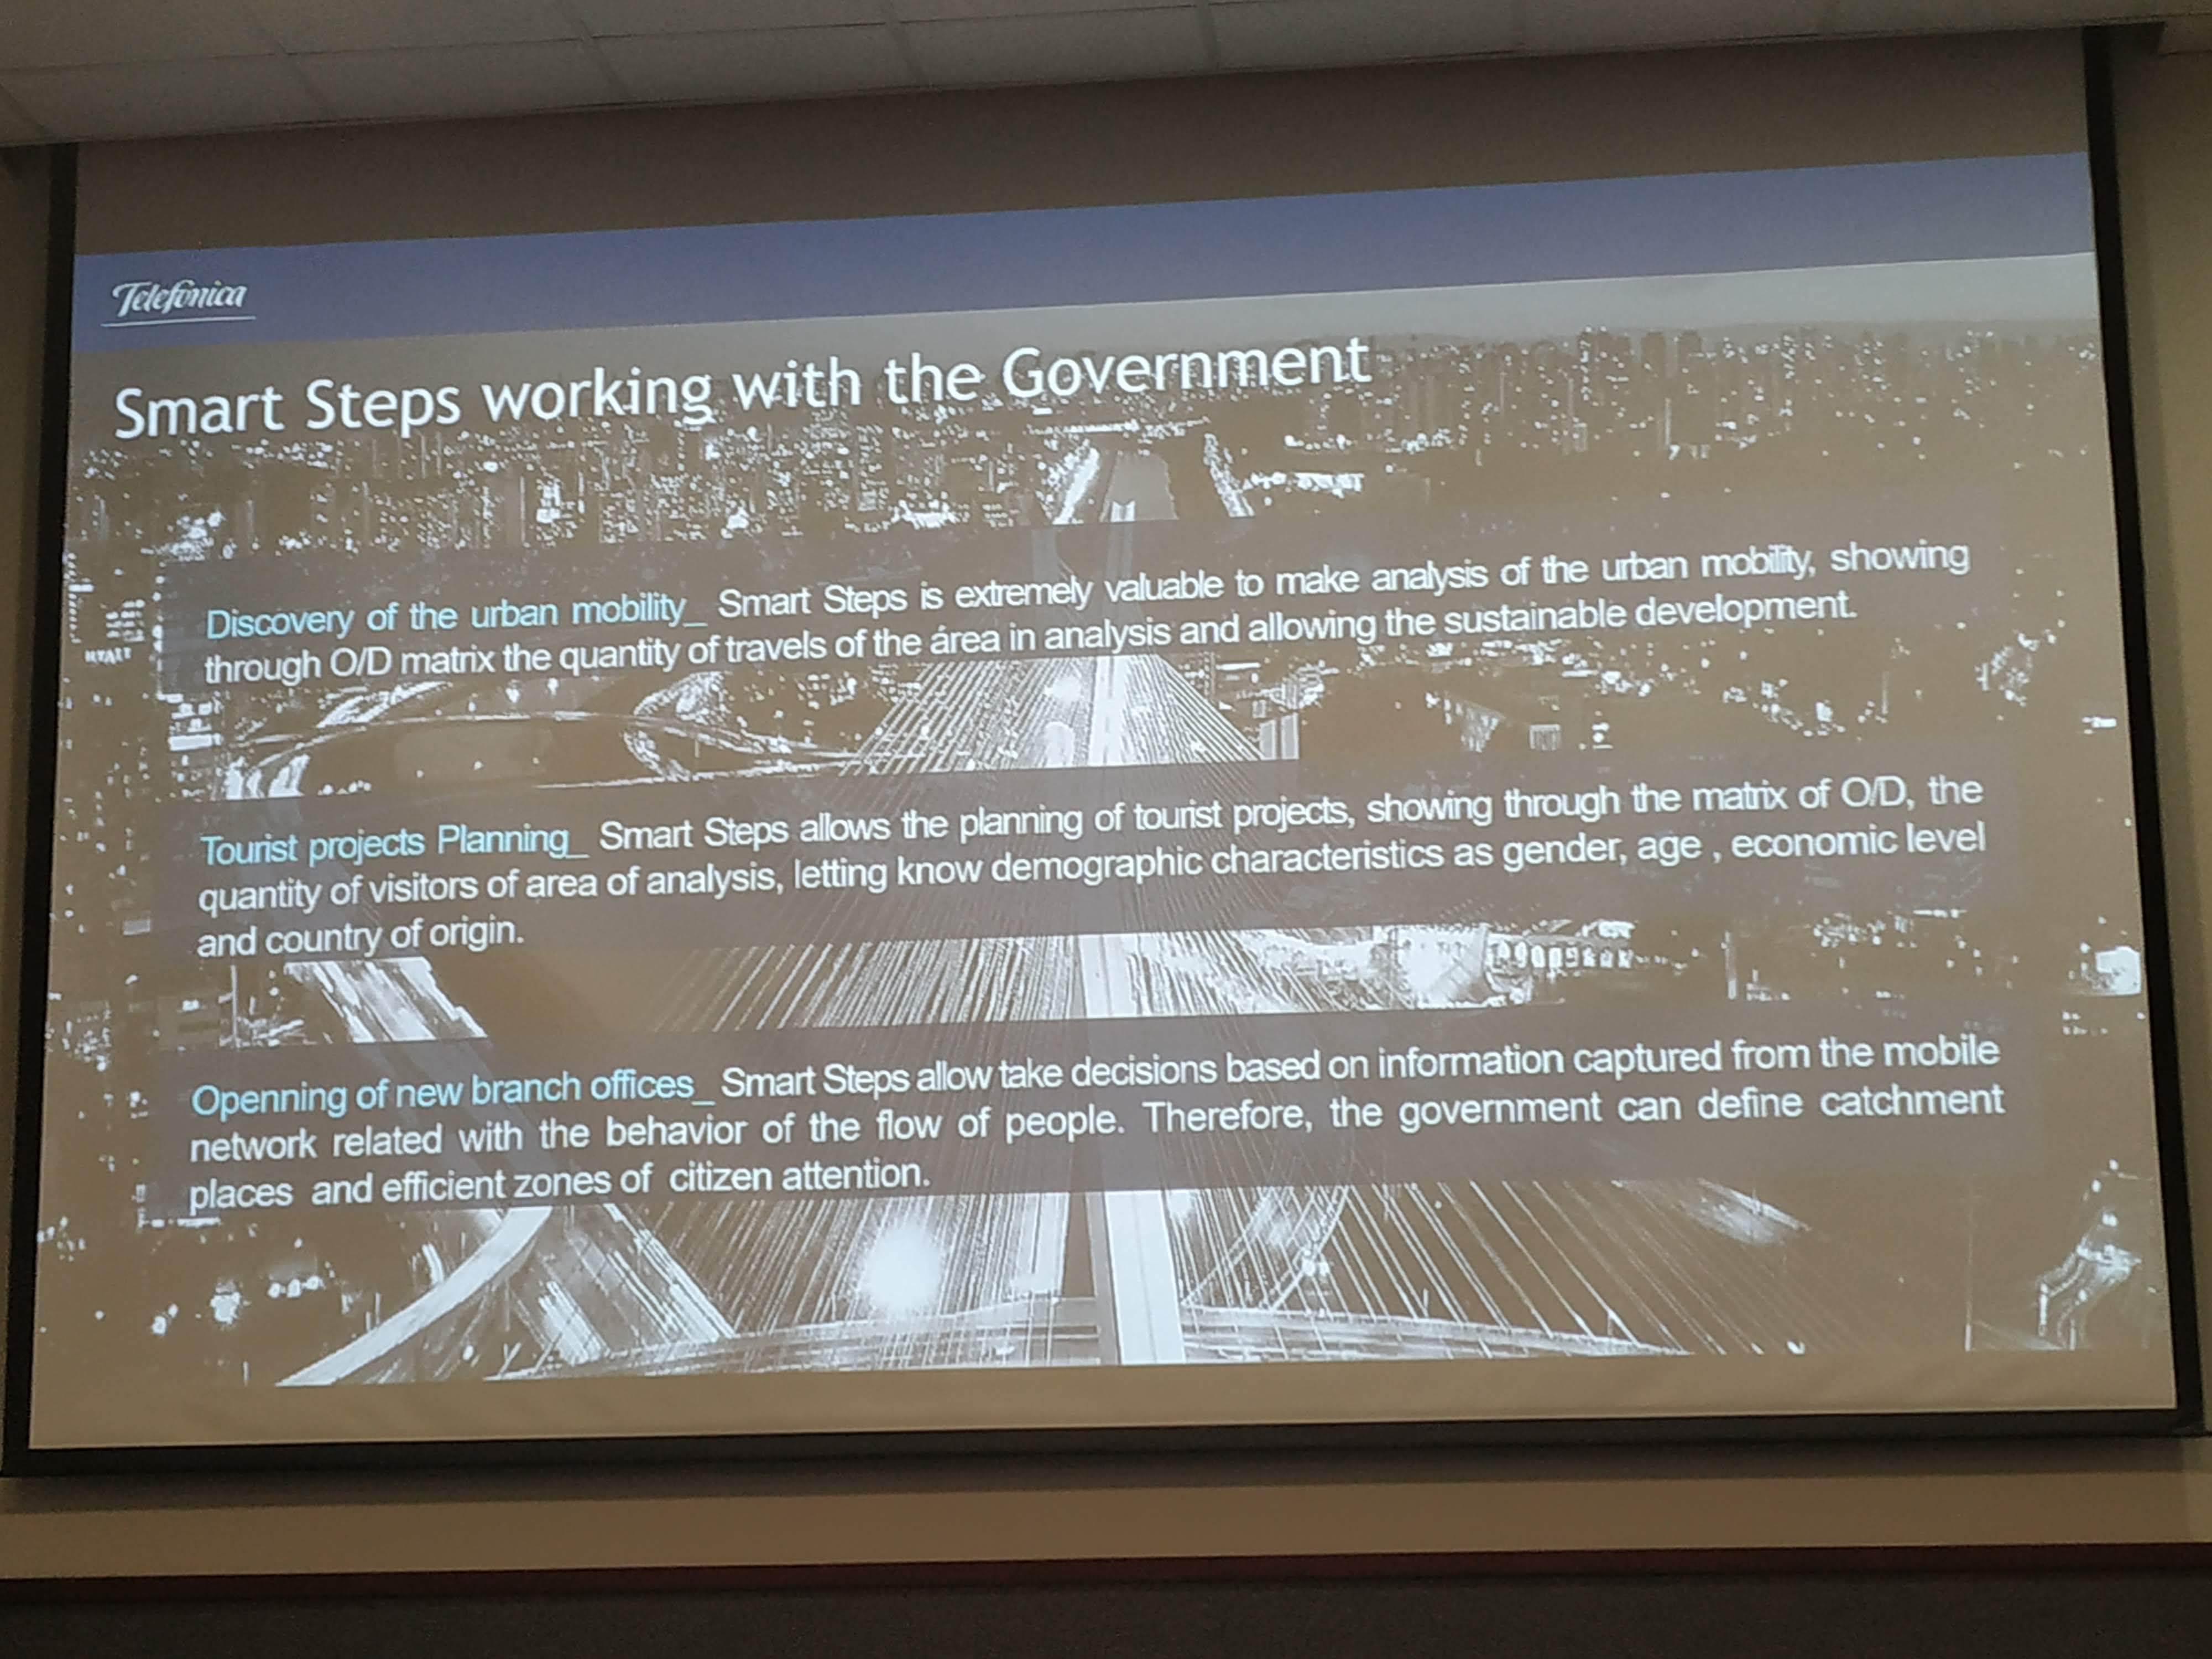 Telefónica
Smart Steps working with the Government
Discovery of the urban mobility_ Smart Steps is extremely valuable to make analysis of the urban mobility, showing
through O/D matrix the quantity of travels of the área in analysis and allowing the sustainable development.
HYATT
Tourist projects Planning_ Smart Steps allows the planning of tourist projects, showing through the matrix of O/D, the
quantity of visitors of area of analysis, letting know demographic characteristics as gender, age , economic level
and country of origin.
Openning of new branch offices_ Smart Steps allow take decisions based on information captured from the mobile
network related with the behavior of the flow of people. Therefore, the government can define catchment
places and efficient zones of citizen attention.